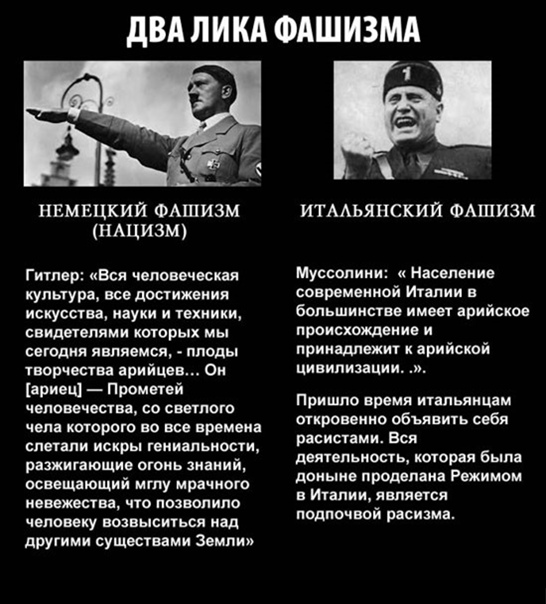 ДВА ЛИКА ФАШИЗМА
1
НЕМЕЦКИЙ ФАШИЗМ
(НАЦИЗМ)
Гитлер: «Вся человеческая
культура, все достижения
искусства, науки и техники,
свидетелями которых мы
сегодня являемся, - плоды
творчества арийцев… Он
[ариец] — Прометей
человечества, со светлого
чела которого во все времена
слетали искры гениальности,
разжигающие огонь знаний,
освещающий мглу мрачного
невежества, что позволило
человеку возвыситься над
другими существами Земли»
ИТАЛЬЯНСКИЙ ФАШИЗМ
Муссолини: « Население
современной Италии в
большинстве имеет арийское
происхождение и
принадлежит к арийской
цивилизации. .».
Пришло время итальянцам
откровенно объявить себя
расистами. Вся
деятельность, которая была
доныне проделана Режимом
в Италии, является
подпочвой расизма.